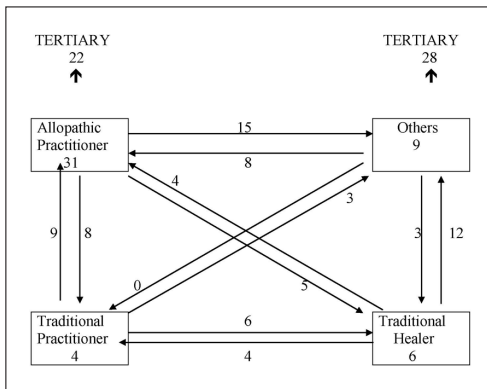 TERTIARY TERTIARY
22 28
Allopathic
Practitioner
31
15
Others
9
8
4
3
9
8
3
12
0
5
Traditional
Practitioner
4
6
Traditional
Healer
6
4